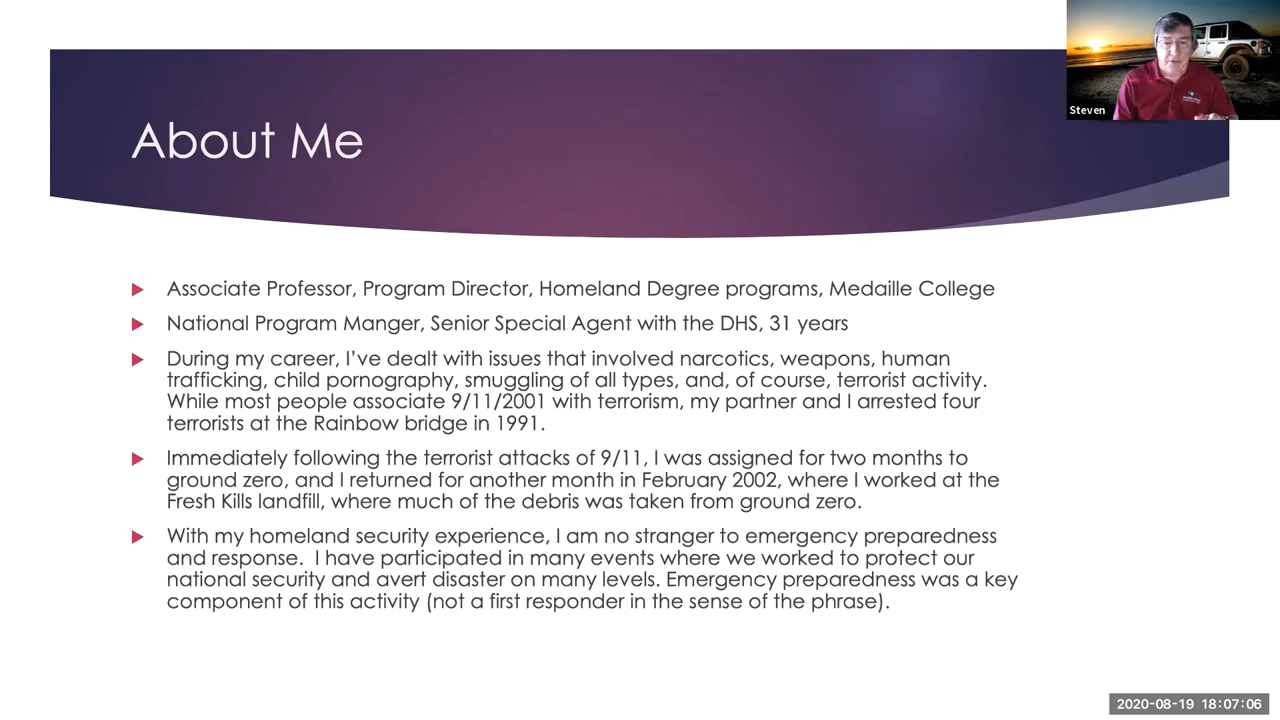 Steven
About Me
Associate Professor, Program Director, Homeland Degree programs, Medaille College
National Program Manger, Senior Special Agent with the DHS, 31 years
During my career, I've dealt with issues that involved narcotics, weapons, human
trafficking, child pornography, smuggling of all types, and, of course, terrorist activity.
While most people associate 9/11/2001 with terrorism, my partner and I arrested four
terrorists at the Rainbow bridge in 1991.
Immediately following the terrorist attacks of 9/11, I was assigned for two months to
ground zero, and I returned for another month in February 2002, where I worked at the
Fresh Kills landfill, where much of the debris was taken from ground zero.
With my homeland security experience, I am no stranger to emergency preparedness
and response.  I have participated in many events where we worked to protect our
national security and avert disaster on many levels. Emergency preparedness was a key
component of this activity (not a first responder in the sense of the phrase).
2020-08-19 18:07:06